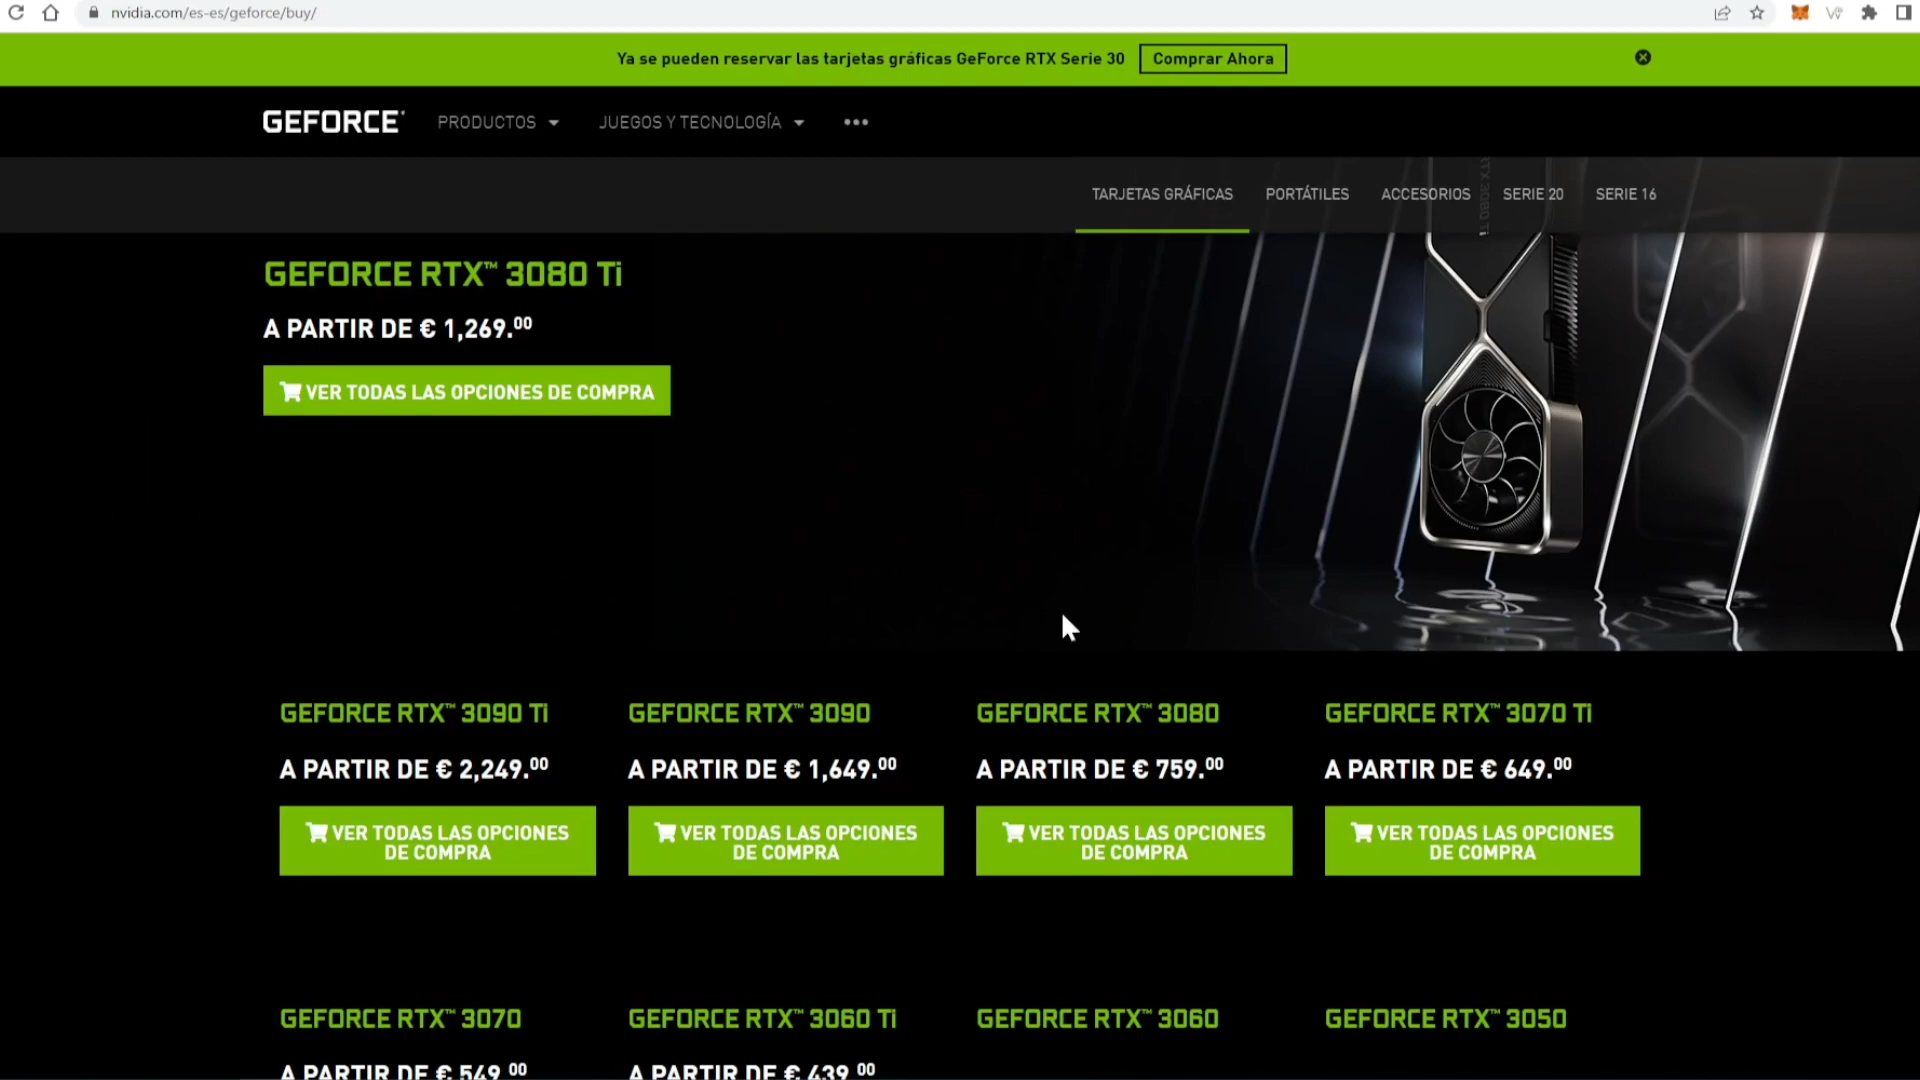 nvidia.com/es-es/geforce/buy/
Ya se pueden reservar las tarjetas gráficas GeForce RTX Serie 30 Comprar Ahora
GEFORCE PRODUCTOS JUEGOS Y TECNOLOGÍA •••
TARJETAS GRÁFICAS PORTÁTILES ACCESORIOS SERIE 20 SERIE 16
RTX 3080 Ti
GEFORCE RTX™ 3080 Ti
A PARTIR DE € 1,269.00
VER TODAS LAS OPCIONES DE COMPRA
GEFORCE RTX™ 3090 Ti GEFORCE RTX™ 3090 GEFORCE RTX™ 3080 GEFORCE RTX™ 3070 Ti
A PARTIR DE € 2,249.00 A PARTIR DE € 1,649.00 A PARTIR DE € 759.00 A PARTIR DE € 649.00
VER TODAS LAS OPCIONES VER TODAS LAS OPCIONES VER TODAS LAS OPCIONES VER TODAS LAS OPCIONES
DE COMPRA DE COMPRA DE COMPRA DE COMPRA
GEFORCE RTX™ 3070 GEFORCE RTX™ 3060 Ti GEFORCE RTX™ 3060 GEFORCE RTX™ 3050
A PARTIR DE € 549.00 A PARTIR DE € 439.00